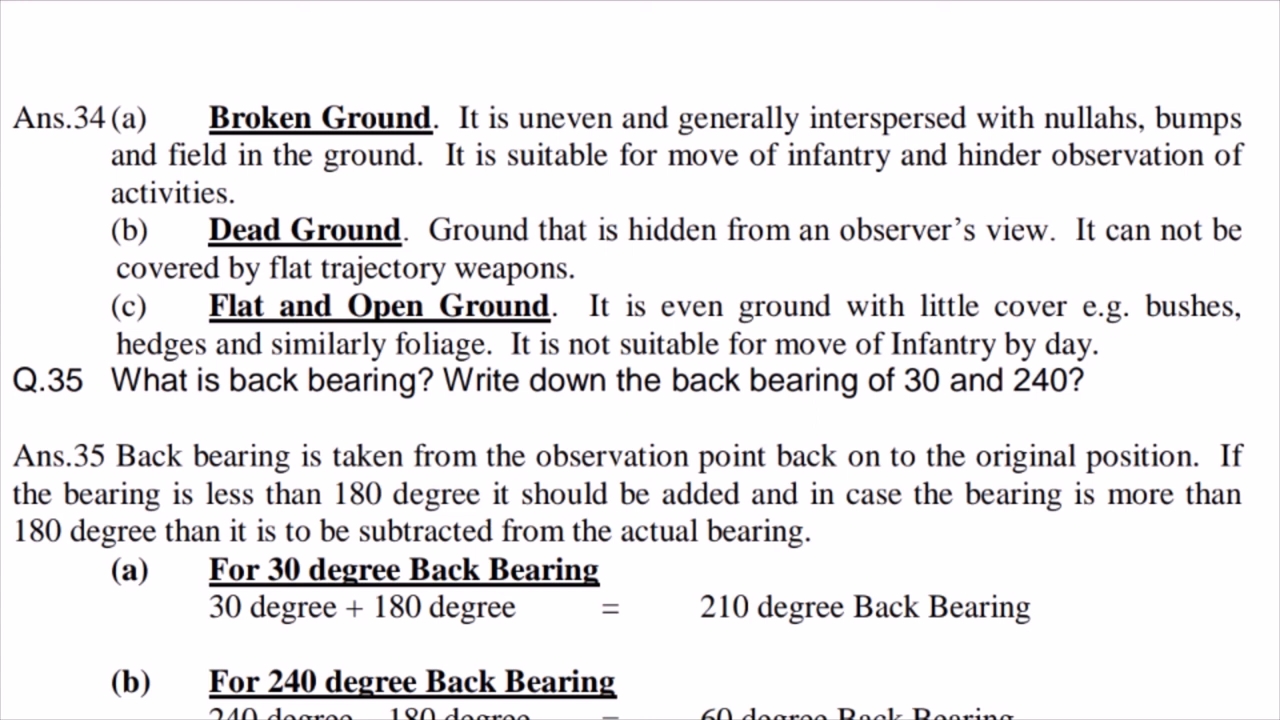 Ans.34 (a) Broken Ground. It is uneven and generally interspersed with nullahs, bumps
and field in the ground. It is suitable for move of infantry and hinder observation of
activities.
(b) Dead Ground. Ground that is hidden from an observer’s view. It can not be
covered by flat trajectory weapons.
(c) Flat and Open Ground. It is even ground with little cover e.g. bushes,
hedges and similarly foliage. It is not suitable for move of Infantry by day.
Q.35 What is back bearing? Write down the back bearing of 30 and 240?
Ans.35 Back bearing is taken from the observation point back on to the original position. If
the bearing is less than 180 degree it should be added and in case the bearing is more than
180 degree than it is to be subtracted from the actual bearing.
(a) For 30 degree Back Bearing
30 degree + 180 degree = 210 degree Back Bearing
(b) For 240 degree Back Bearing
240 degree 180 degree = 60 degree Back Bearing